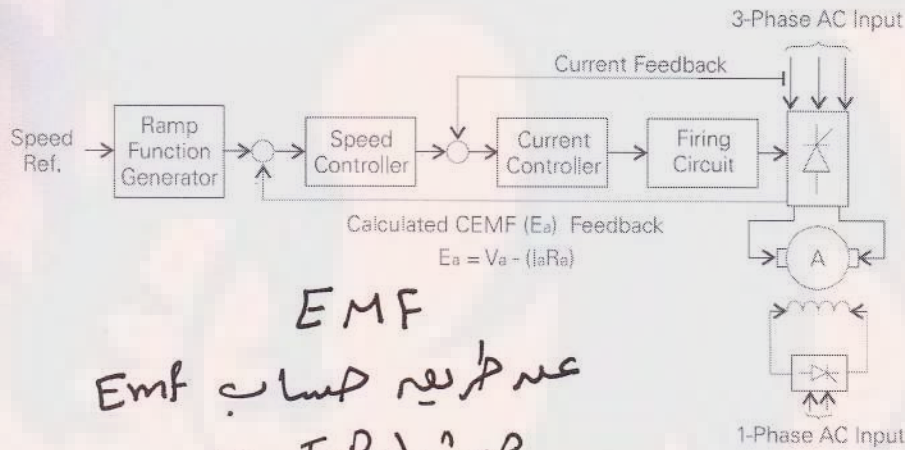 3-Phase AC Input
Current Feedback
Speed Ref.
Ramp Function Generator
Speed Controller
Current Controller
Firing Circuit
Calculated CEMF (Ea) Feedback
Ea = Va - (IaRa)
A
1-Phase AC Input
EMF
عن طريق حساب Emf